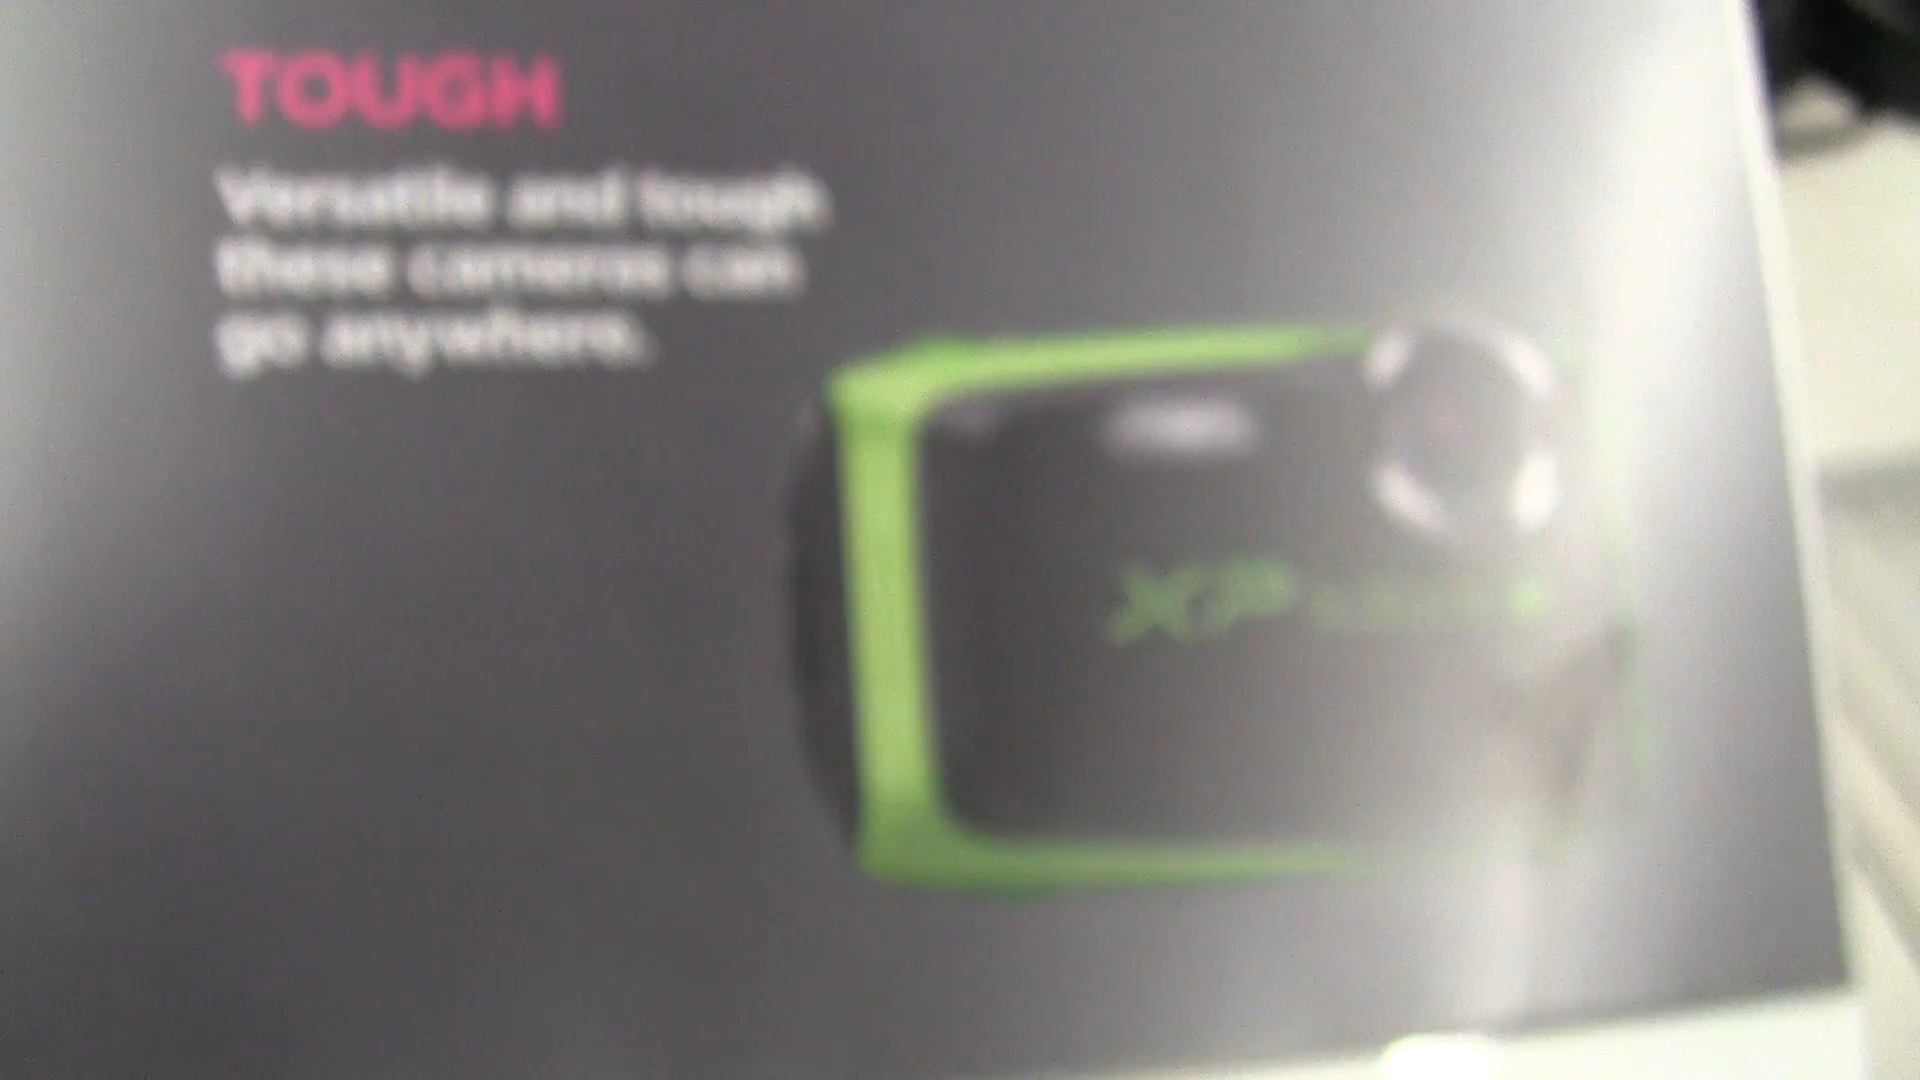 TOUGH
Versatile and tough
these cameras can
go anywhere.
XP